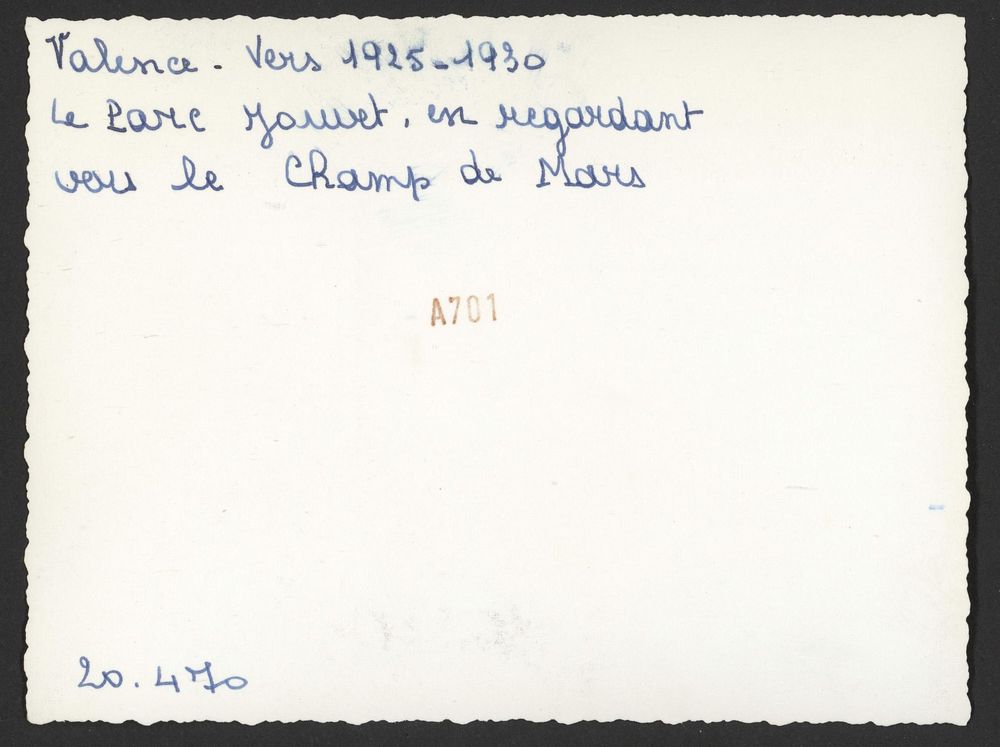 Valence - Vers 1925-1930
Le Parc Jouvet, en regardant
vers le Champ de Mars
A701
20.470